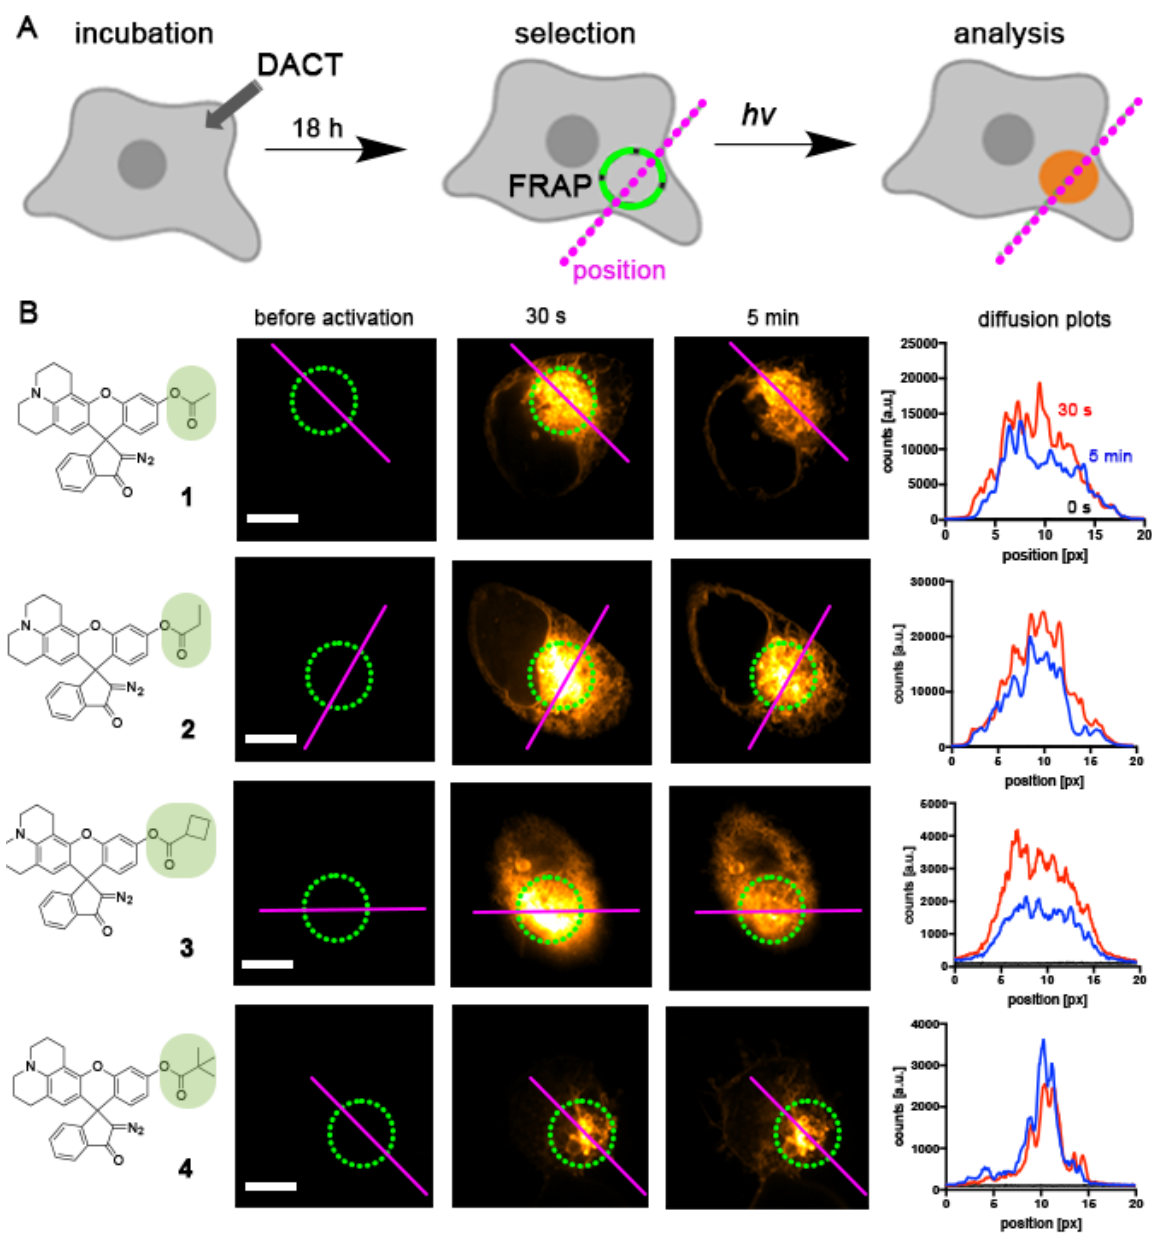 A
incubation
selection
analysis
DACT
18 h
hν
FRAP
position
B
before activation
30 s
5 min
diffusion plots
N
O
O
O
N2
O
1
counts [a.u.]
25000
20000
15000
10000
5000
0
30 s
5 min
0 s
0 5 10 15 20
position [px]
N
O
O
O
N2
O
2
counts [a.u.]
30000
20000
10000
0
0 5 10 15 20
position [px]
N
O
O
O
N2
O
3
counts [a.u.]
5000
4000
3000
2000
1000
0
0 5 10 15 20
position [px]
N
O
O
O
N2
O
4
counts [a.u.]
4000
3000
2000
1000
0
0 5 10 15 20
position [px]